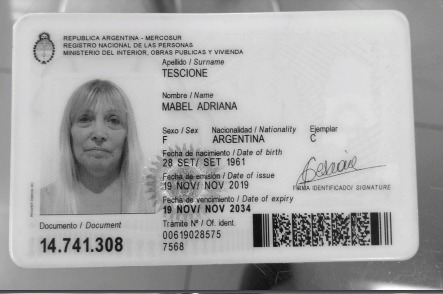 REPUBLICA ARGENTINA - MERCOSUR
REGISTRO NACIONAL DE LAS PERSONAS
MINISTERIO DEL INTERIOR, OBRAS PUBLICAS Y VIVIENDA
Apellido / Surname
TESCIONE
Nombre / Name
MABEL ADRIANA
Sexo / Sex Nacionalidad / Nationality Ejemplar
F ARGENTINA C
Fecha de nacimiento / Date of birth
28 SET/ SET 1961
Fecha de emisión / Date of issue
19 NOV/ NOV 2019
FIRMA IDENTIFICADO/ SIGNATURE
Fecha de vencimiento / Date of expiry
19 NOV/ NOV 2034
Documento / Document
14.741.308
Tramite Nº / Of. ident.
00619028575
7568